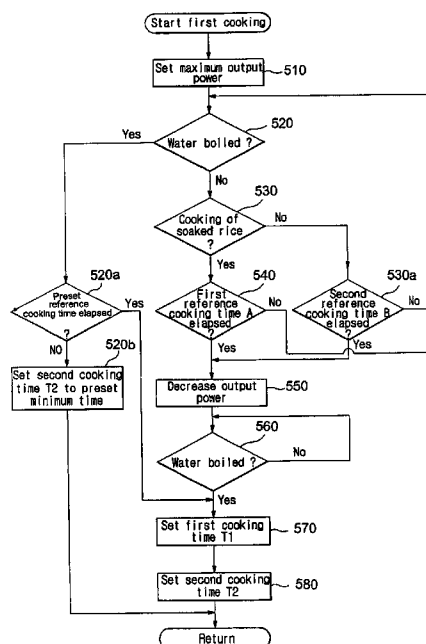 Start first cooking
Set maximum output
power
510
520
Yes
Water boiled ?
No
530
Cooking of
soaked rice
?
No
Yes
520a
Preset
reference
cooking time elapsed
?
Yes
NO
540
First
reference
cooking time A
elapsed
?
No
Yes
530a
Second
reference
cooking time B
elapsed
?
No
Yes
520b
Set second cooking
time T2 to preset
minimum time
Decrease output
power
550
560
Water boiled ?
No
Yes
Set first cooking
time T1
570
Set second cooking
time T2
580
Return